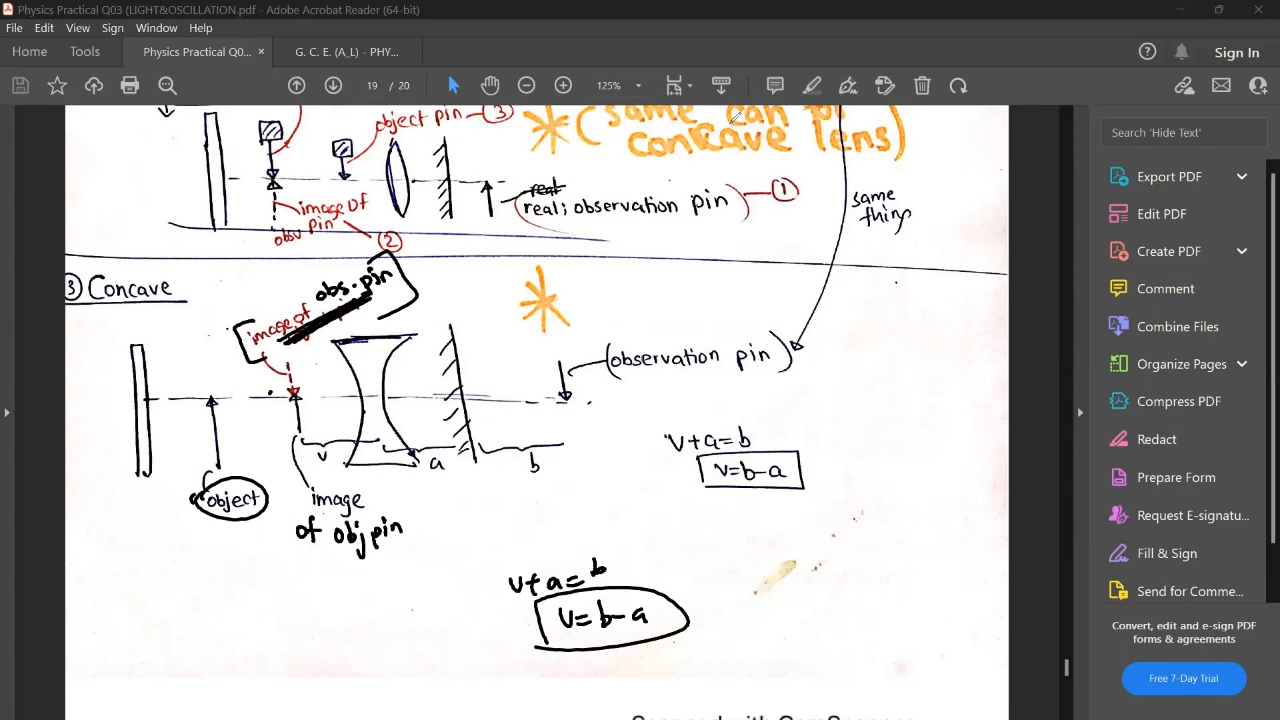 Physics Practical Q03 (LIGHT&OSCILLATION.pdf - Adobe Acrobat Reader (64-bit)
File Edit View Sign Window Help
Home Tools Physics Practical Q0... × G. C. E. (A_L) - PHY... Sign In
19 / 20 125%
(same can
concave lens)
object pin - 3
real
real; observation pin) 1
image of
obsv pin
2
same
thing
3 Concave
image of obs. pin
(observation pin)
v a b
v+a=b
v=b-a
object
image
of obj pin
v+a=b
v=b-a
Search 'Hide Text'
Export PDF
Edit PDF
Create PDF
Comment
Combine Files
Organize Pages
Compress PDF
Redact
Prepare Form
Request E-signatu...
Fill & Sign
Send for Comme...
Convert, edit and e-sign PDF
forms & agreements
Free 7-Day Trial
Scanned with CamScanner